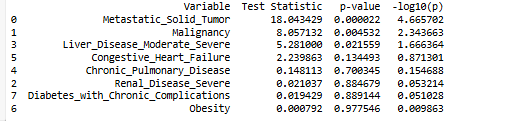 Variable Test Statistic p-value -log10(p)
0 Metastatic_Solid_Tumor 18.043429 0.000022 4.665702
1 Malignancy 8.057132 0.004532 2.343663
3 Liver_Disease_Moderate_Severe 5.281000 0.021559 1.666364
5 Congestive_Heart_Failure 2.239863 0.134493 0.871301
4 Chronic_Pulmonary_Disease 0.148113 0.700345 0.154688
2 Renal_Disease_Severe 0.021037 0.884679 0.053214
7 Diabetes_with_Chronic_Complications 0.019429 0.889144 0.051028
6 Obesity 0.000792 0.977546 0.009863